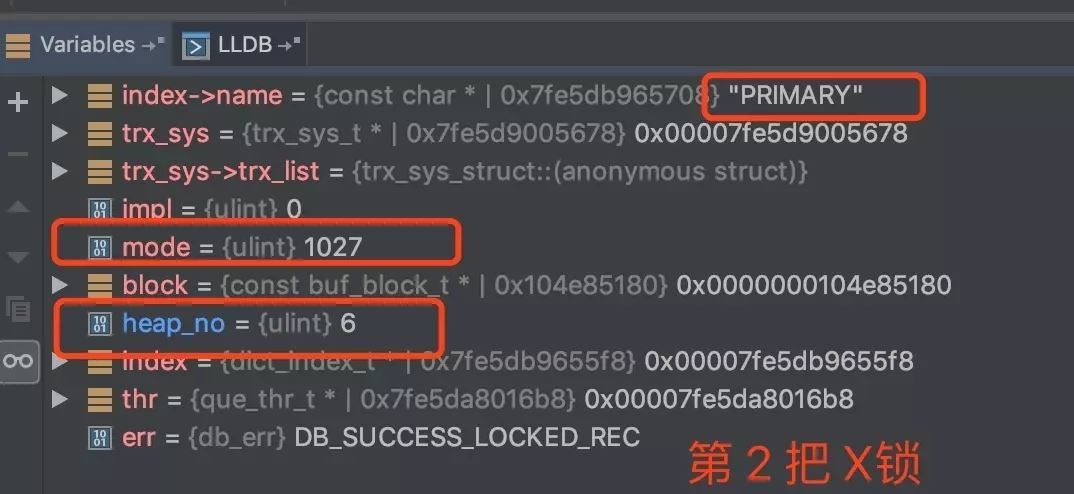 Variables LLDB
index->name = {const char * | 0x7fe5db965708} "PRIMARY"
trx_sys = {trx_sys_t * | 0x7fe5d9005678} 0x00007fe5d9005678
trx_sys->trx_list = {trx_sys_struct::(anonymous struct)}
impl = {ulint} 0
mode = {ulint} 1027
block = {const buf_block_t * | 0x104e85180} 0x0000000104e85180
heap_no = {ulint} 6
index = {dict_index_t * | 0x7fe5db9655f8} 0x00007fe5db9655f8
thr = {que_thr_t * | 0x7fe5da8016b8} 0x00007fe5da8016b8
err = {db_err} DB_SUCCESS_LOCKED_REC
第 2 把 X锁